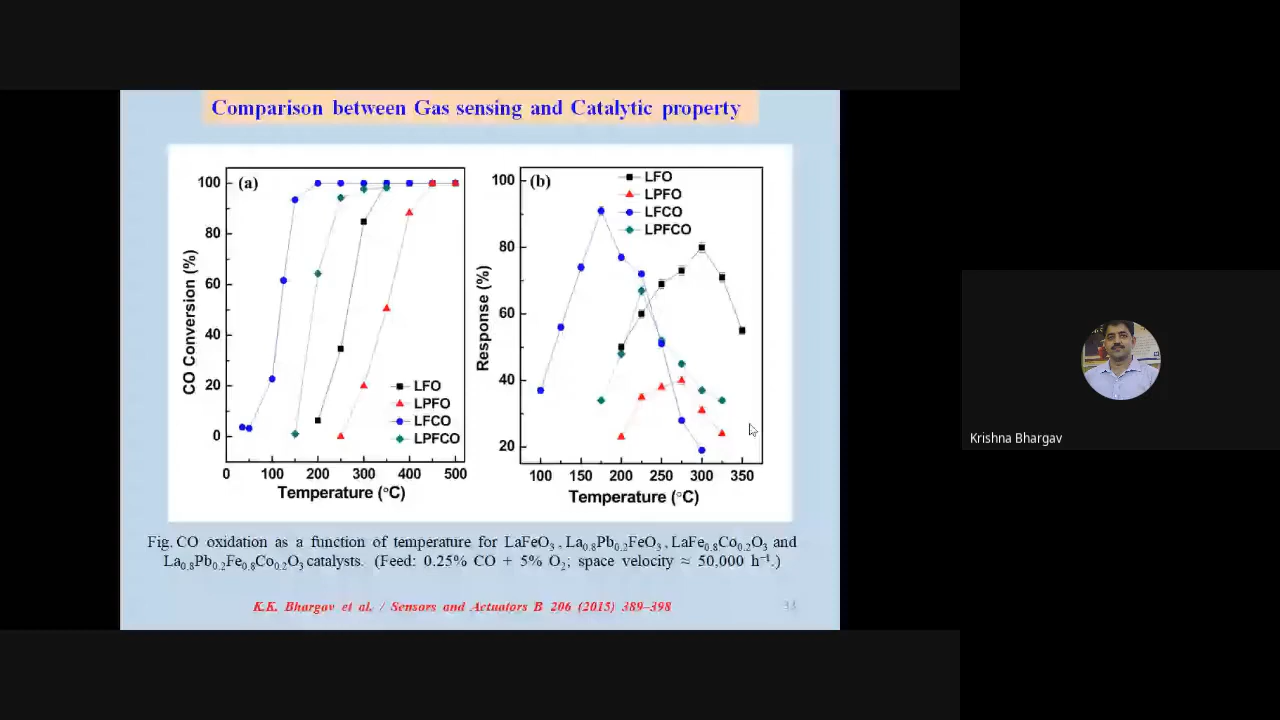 Comparison between Gas sensing and Catalytic property
(a)
100
80
60
40
20
0
CO Conversion (%)
LFO
LPFO
LFCO
LPFCO
0 100 200 300 400 500
Temperature (°C)
(b)
LFO
LPFO
LFCO
LPFCO
100
80
60
40
20
Response (%)
100 150 200 250 300 350
Temperature (°C)
Fig. CO oxidation as a function of temperature for LaFeO₃, La₀.₈Pb₀.₂FeO₃, LaFe₀.₈Co₀.₂O₃ and
La₀.₈Pb₀.₂Fe₀.₈Co₀.₂O₃ catalysts. (Feed: 0.25% CO + 5% O₂; space velocity ≈ 50,000 h⁻¹.)
K.K. Bhargav et al. / Sensors and Actuators B 206 (2015) 389–398
33
Krishna Bhargav